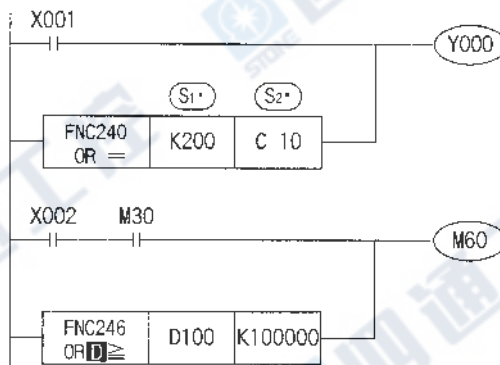 X001
Y000
S1• S2•
FNC240 K200 C 10
OR =
X002 M30
M60
FNC246 D100 K100000
OR D ≧